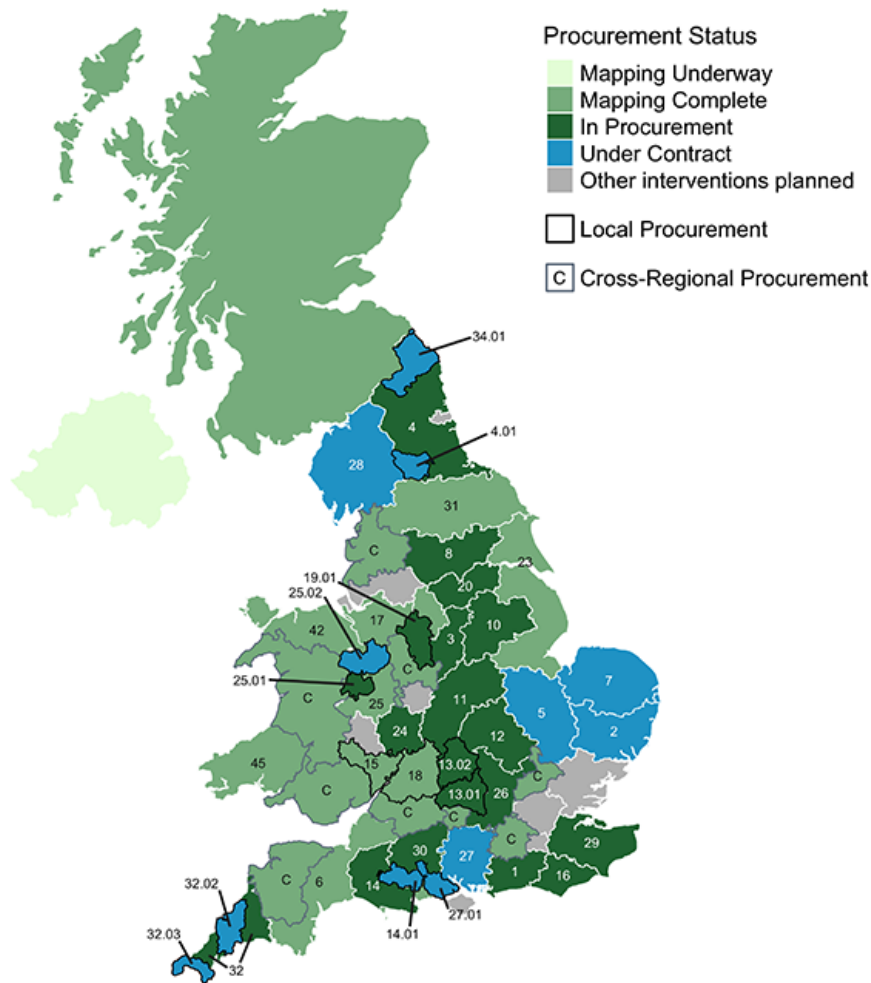 Procurement Status
Mapping Underway
Mapping Complete
In Procurement
Under Contract
Other interventions planned
Local Procurement
C Cross-Regional Procurement
34.01
4
4.01
28
31
C
8
23
19.01
20
25.02
17
42
10
3
C
7
25.01
C
25
11
5
2
24
12
45
15
13.02
C
18
C
13.01
26
C
C
30
27
C
29
C
6
14
1
16
32.02
27.01
14.01
32.03
32